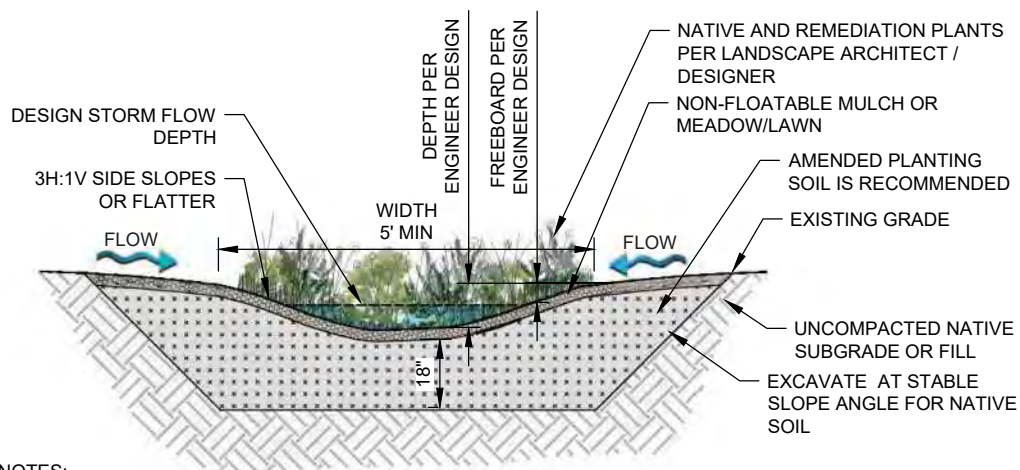 DEPTH PER
ENGINEER DESIGN
FREEBOARD PER
ENGINEER DESIGN
NATIVE AND REMEDIATION PLANTS
PER LANDSCAPE ARCHITECT /
DESIGNER
NON-FLOATABLE MULCH OR
MEADOW/LAWN
DESIGN STORM FLOW
DEPTH
AMENDED PLANTING
SOIL IS RECOMMENDED
3H:1V SIDE SLOPES
OR FLATTER
WIDTH
5' MIN
EXISTING GRADE
FLOW
FLOW
UNCOMPACTED NATIVE
SUBGRADE OR FILL
18"
EXCAVATE AT STABLE
SLOPE ANGLE FOR NATIVE
SOIL
NOTES: